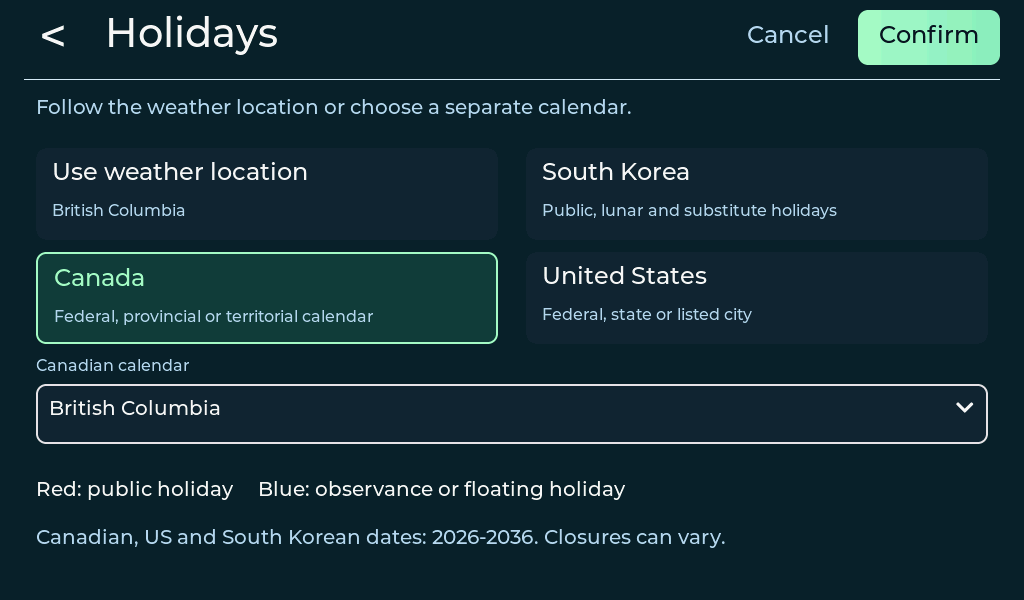 < Holidays Cancel Confirm
Follow the weather location or choose a separate calendar.
Use weather location
British Columbia
South Korea
Public, lunar and substitute holidays
Canada
Federal, provincial or territorial calendar
United States
Federal, state or listed city
Canadian calendar
British Columbia
Red: public holiday Blue: observance or floating holiday
Canadian, US and South Korean dates: 2026-2036. Closures can vary.